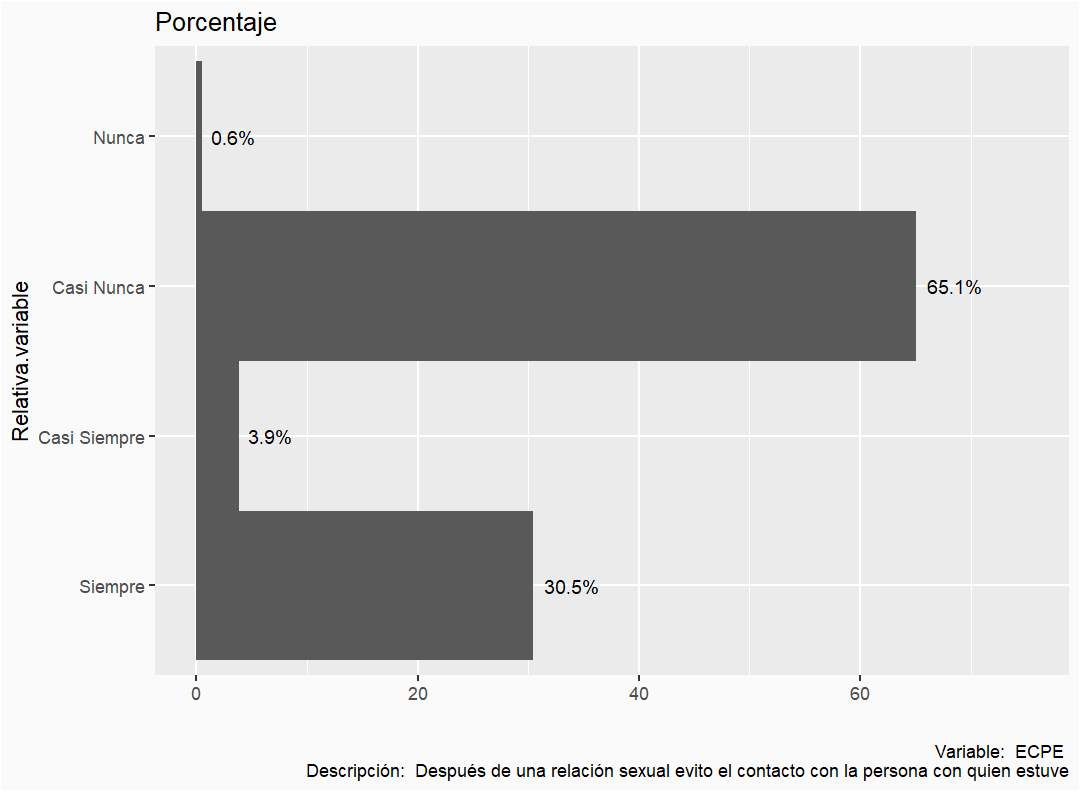 Porcentaje
Relativa.variable
Nunca
0.6%
Casi Nunca
65.1%
Casi Siempre
3.9%
Siempre
30.5%
0 20 40 60
Variable: ECPE
Descripción: Después de una relación sexual evito el contacto con la persona con quien estuve